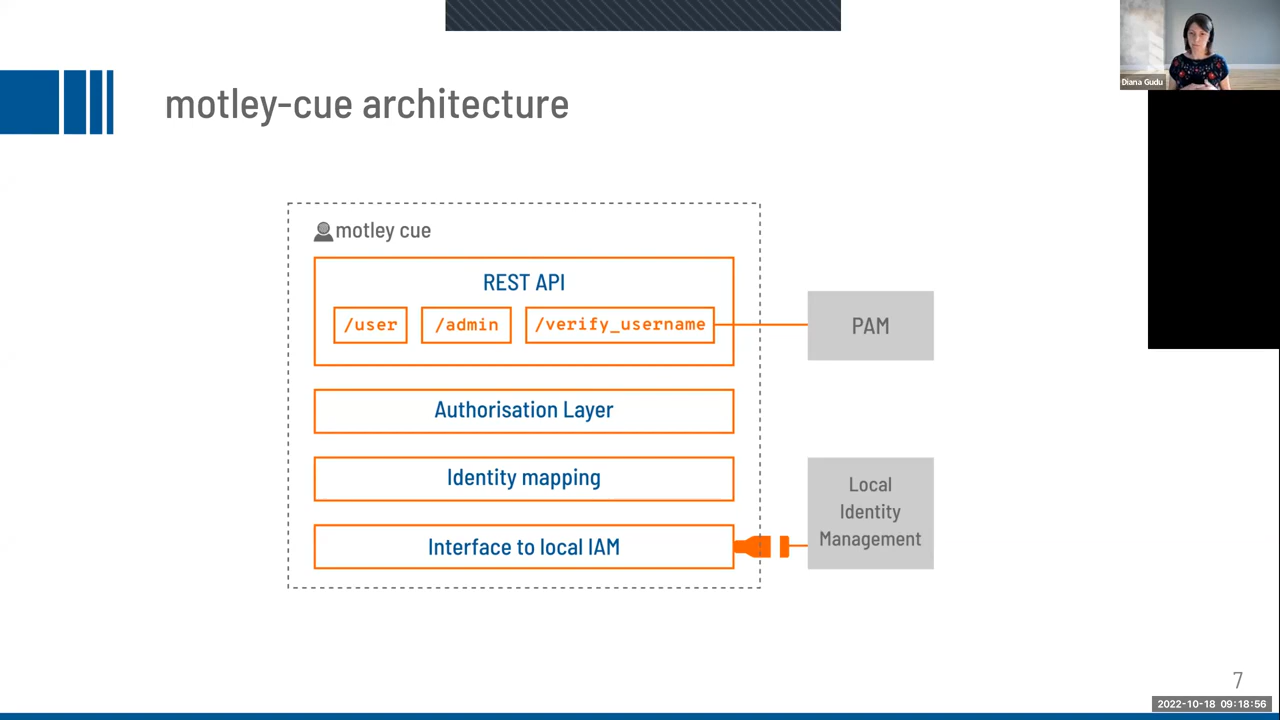 Diana Gudu
motley-cue architecture
motley cue
REST API
/user
/admin
/verify_username
PAM
Authorisation Layer
Identity mapping
Interface to local IAM
Local
Identity
Management
7
2022-10-18 09:18:56